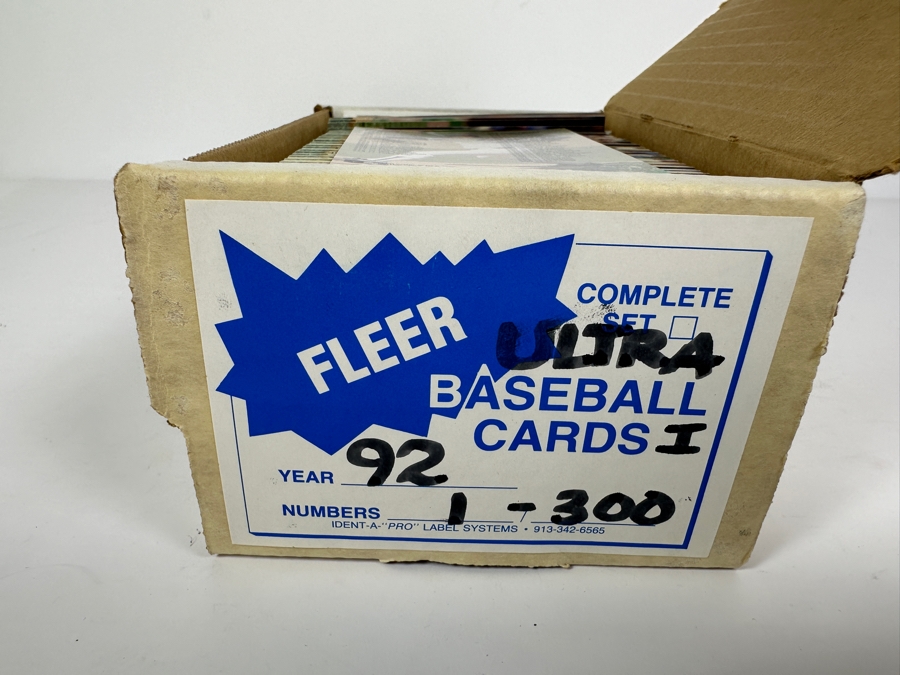 FLEER
COMPLETE
SET
ULTRA
BASEBALL
CARDS I
YEAR 92
NUMBERS 1 - 300
IDENT-A-"PRO" LABEL SYSTEMS • 913-342-6565